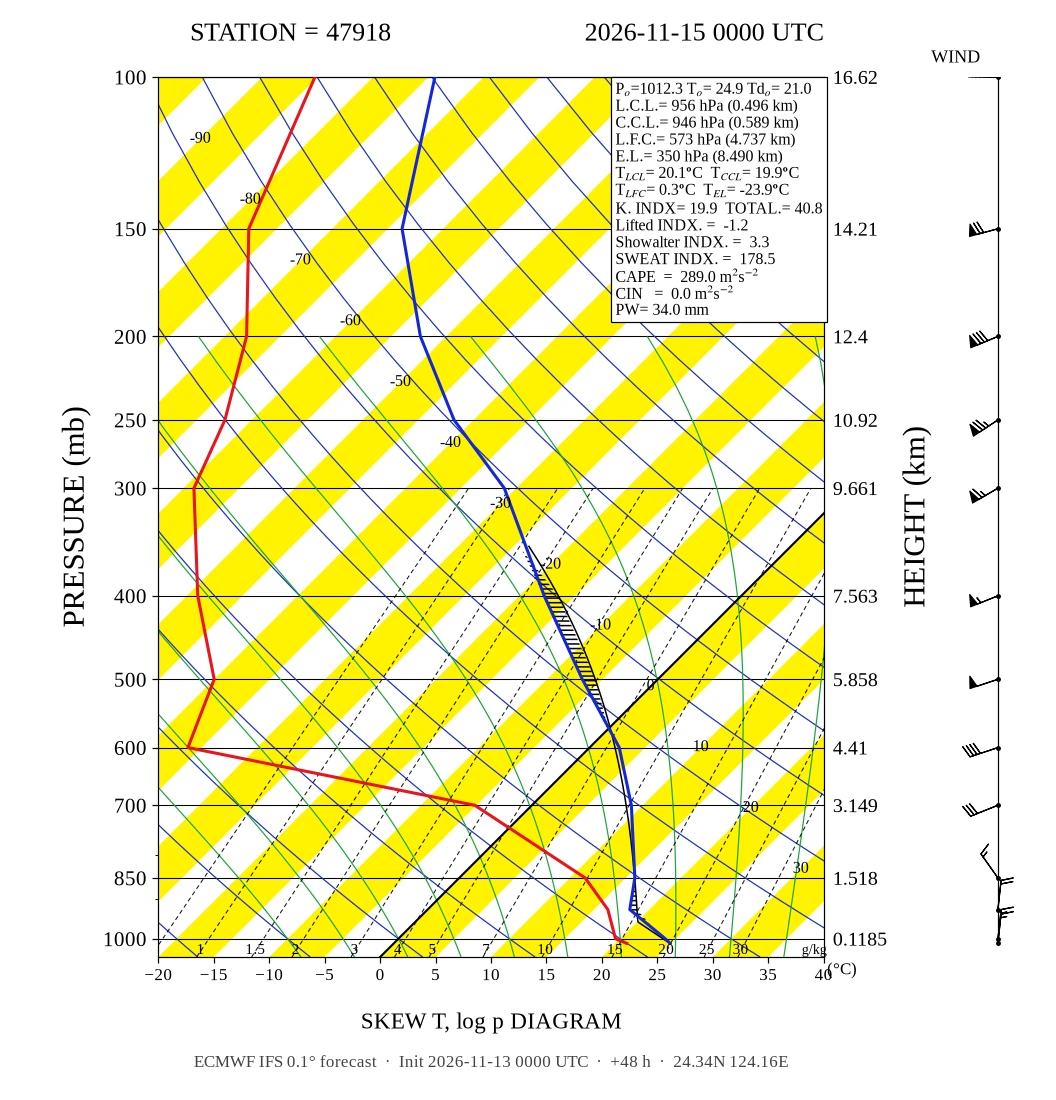 STATION = 47918 2026-11-15 0000 UTC
WIND
100 16.62
P_o=1012.3 T_o= 24.9 Td_o= 21.0
L.C.L.= 956 hPa (0.496 km)
C.C.L.= 946 hPa (0.589 km)
L.F.C.= 573 hPa (4.737 km)
E.L.= 350 hPa (8.490 km)
T_LCL= 20.1°C T_CCL= 19.9°C
T_LFC= 0.3°C T_EL= -23.9°C
K. INDX= 19.9 TOTAL.= 40.8
Lifted INDX. = -1.2
Showalter INDX. = 3.3
SWEAT INDX. = 178.5
CAPE = 289.0 m²s⁻²
CIN = 0.0 m²s⁻²
PW= 34.0 mm
-90
-80
150 14.21
-70
-60
200 12.4
-50
250 10.92
-40
300 9.661
-30
-20
400 7.563
-10
500 5.858
0
600 4.41
10
700 3.149
20
850 1.518
30
1000 0.1185
PRESSURE (mb)
HEIGHT (km)
1 1.5 2 3 4 5 7 10 15 20 25 30 g/kg
−20 −15 −10 −5 0 5 10 15 20 25 30 35 40 (°C)
SKEW T, log p DIAGRAM
ECMWF IFS 0.1° forecast · Init 2026-11-13 0000 UTC · +48 h · 24.34N 124.16E